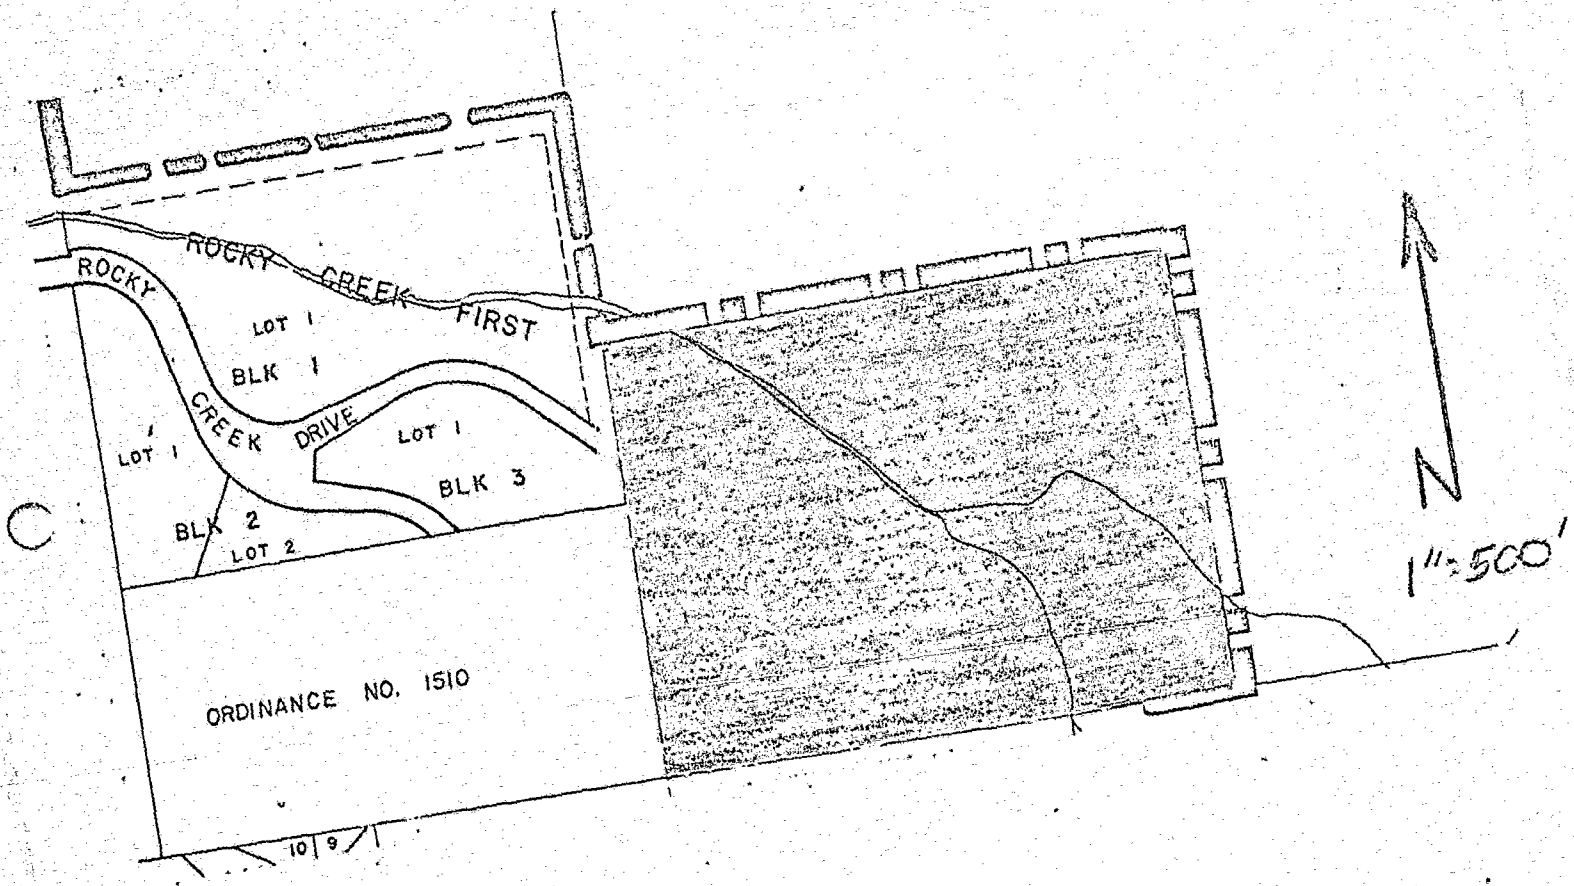 ROCKY CREEK FIRST
ROCKY CREEK DRIVE
LOT 1
BLK 1
LOT 1
BLK 3
LOT 1
BLK 2
LOT 2
ORDINANCE NO. 1510
10 9
N
1"=500'